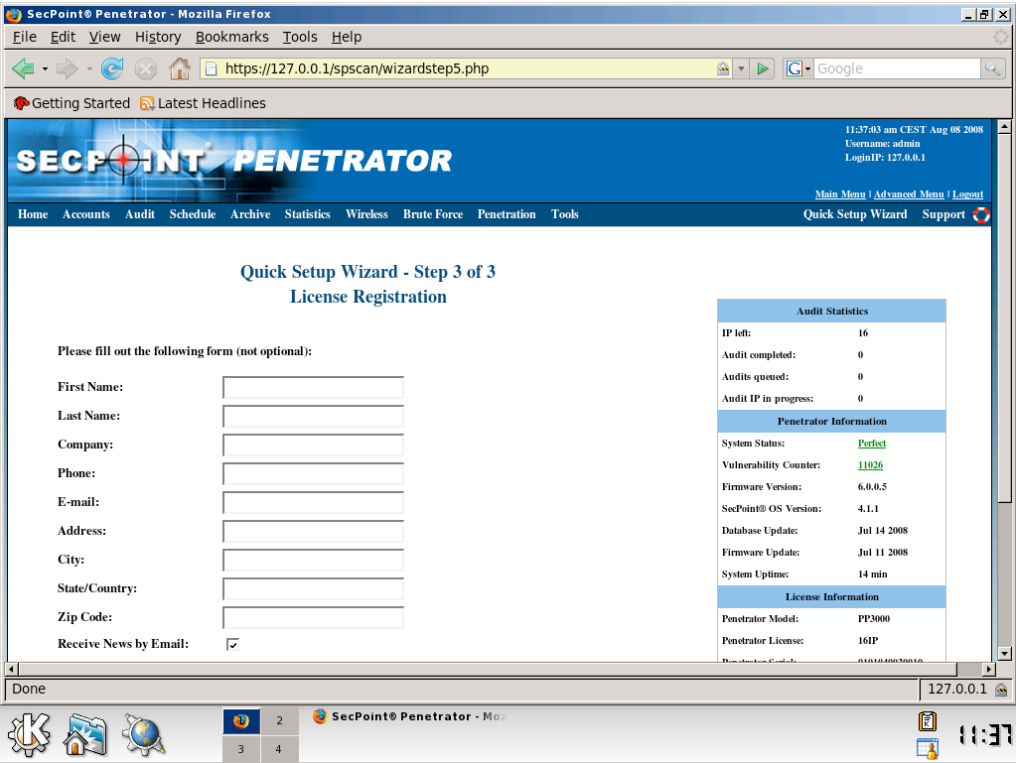 SecPoint® Penetrator - Mozilla Firefox
File Edit View History Bookmarks Tools Help
https://127.0.0.1/spscan/wizardstep5.php
G Google
Getting Started Latest Headlines
11:37:03 am CEST Aug 08 2008
Username: admin
LoginIP: 127.0.0.1
SECPOINT PENETRATOR
Main Menu | Advanced Menu | Logout
Home Accounts Audit Schedule Archive Statistics Wireless Brute Force Penetration Tools Quick Setup Wizard Support
Quick Setup Wizard - Step 3 of 3
License Registration
Please fill out the following form (not optional):
First Name:
Last Name:
Company:
Phone:
E-mail:
Address:
City:
State/Country:
Zip Code:
Receive News by Email:
Audit Statistics
IP left: 16
Audit completed: 0
Audits queued: 0
Audit IP in progress: 0
Penetrator Information
System Status: Perfect
Vulnerability Counter: 11026
Firmware Version: 6.0.0.5
SecPoint® OS Version: 4.1.1
Database Update: Jul 14 2008
Firmware Update: Jul 11 2008
System Uptime: 14 min
License Information
Penetrator Model: PP3000
Penetrator License: 16IP
Penetrator Serial:
Done 127.0.0.1
1 2
SecPoint® Penetrator - Mo
3 4
11:37